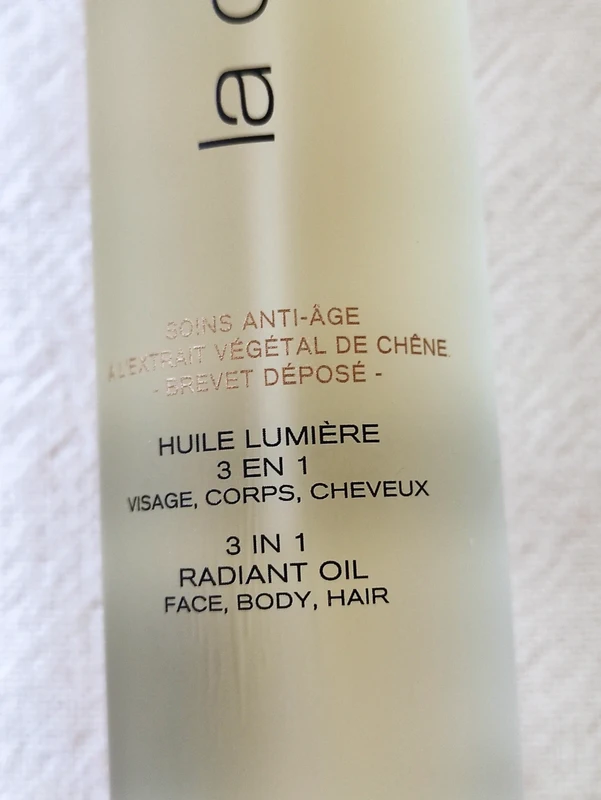 la
SOINS ANTI-ÂGE
À L'EXTRAIT VÉGÉTAL DE CHÊNE
- BREVET DÉPOSÉ -
HUILE LUMIÈRE
3 EN 1
VISAGE, CORPS, CHEVEUX
3 IN 1
RADIANT OIL
FACE, BODY, HAIR